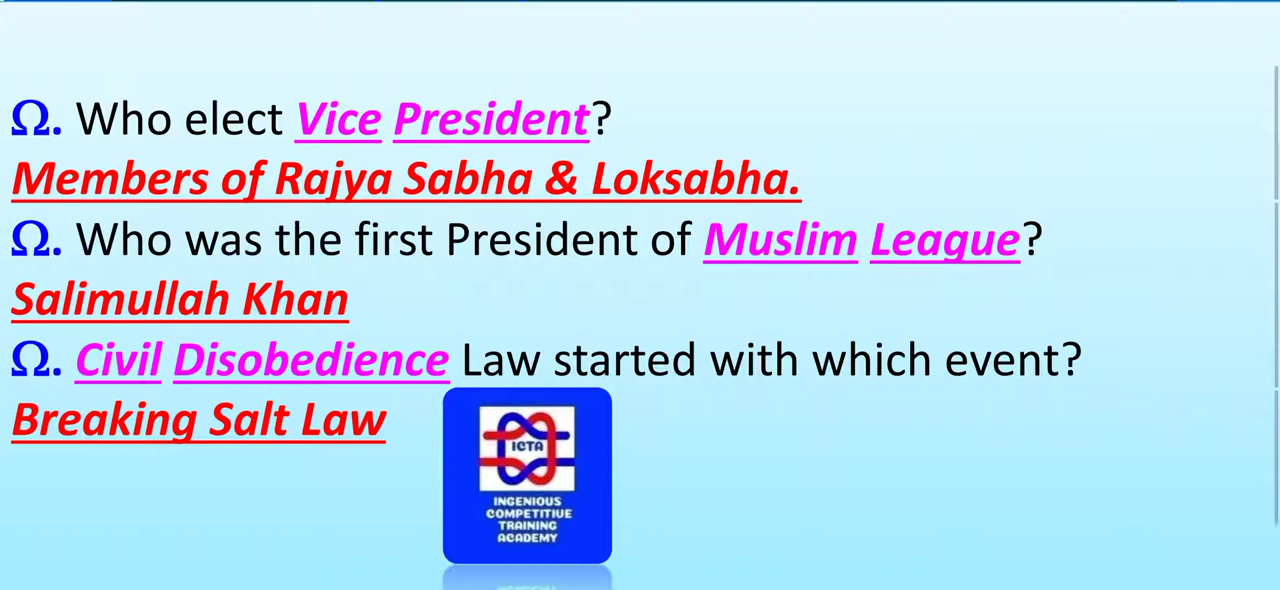 Ω. Who elect Vice President?
Members of Rajya Sabha & Loksabha.
Ω. Who was the first President of Muslim League?
Salimullah Khan
Ω. Civil Disobedience Law started with which event?
Breaking Salt Law
ICTA
INGENIOUS
COMPETITIVE
TRAINING
ACADEMY